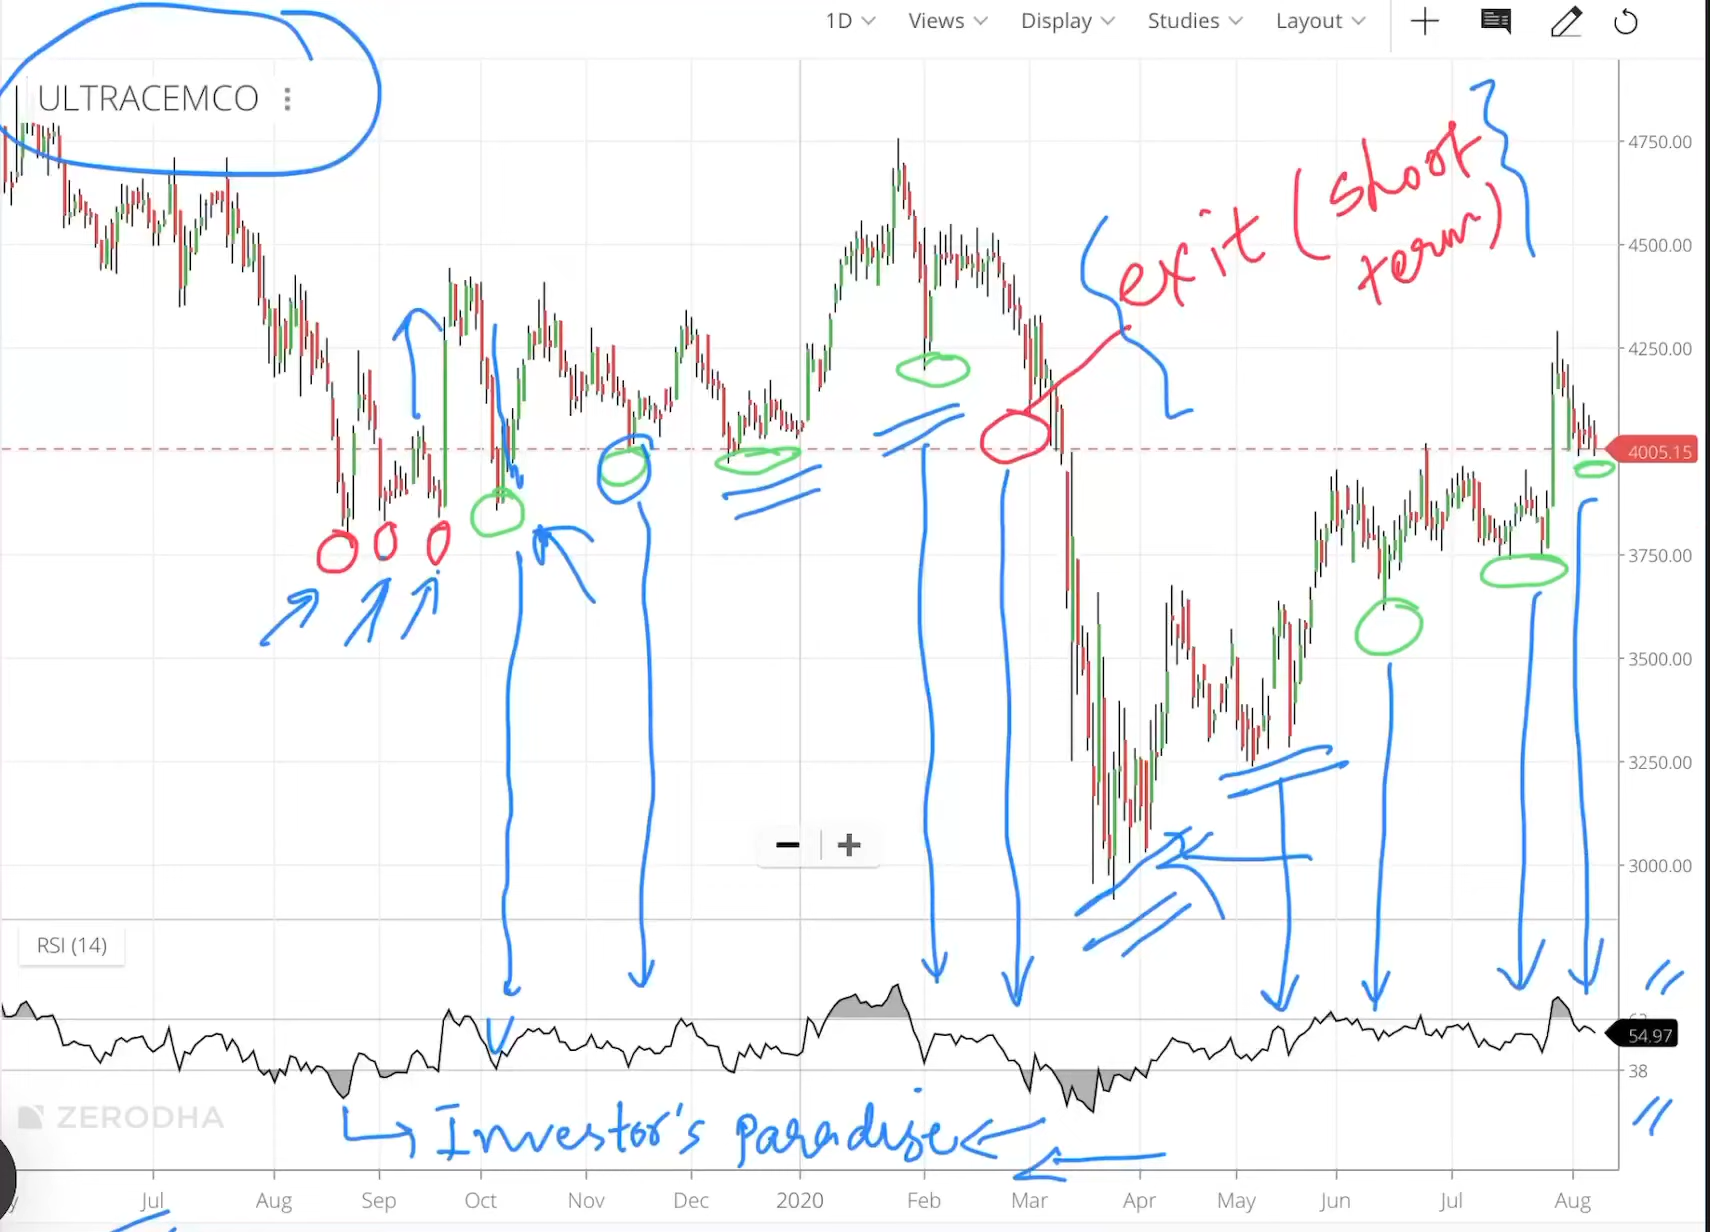 1D Views Display Studies Layout
ULTRACEMCO
exit (short
term)
4750.00
4500.00
4250.00
4005.15
3750.00
3500.00
3250.00
3000.00
RSI (14)
54.97
38
ZERODHA
Investor's paradise
Jul Aug Sep Oct Nov Dec 2020 Feb Mar Apr May Jun Jul Aug